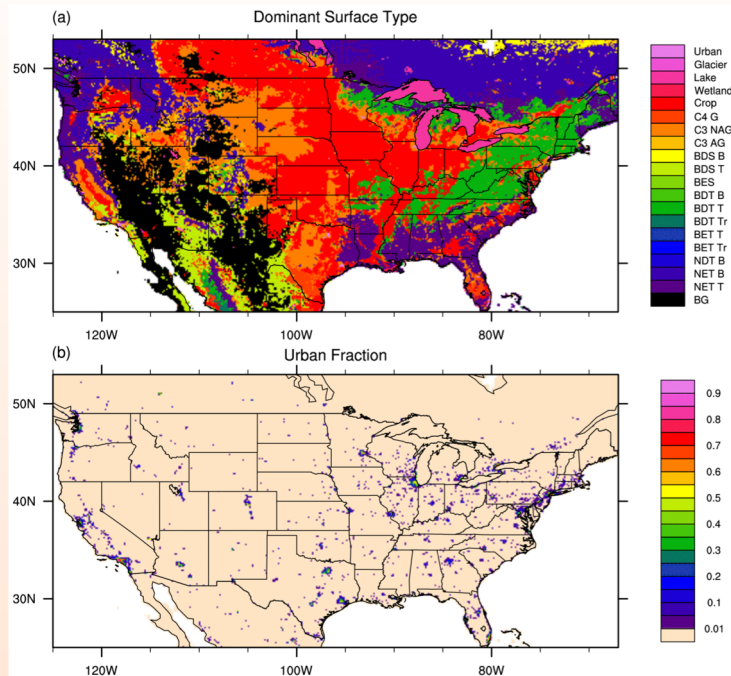 (a)
Dominant Surface Type
50N
40N
30N
120W
100W
80W
Urban
Glacier
Lake
Wetland
Crop
C4 G
C3 NAG
C3 AG
BDS B
BDS T
BES
BDT B
BDT T
BDT Tr
BET T
BET Tr
NDT B
NET B
NET T
BG
(b)
Urban Fraction
50N
40N
30N
120W
100W
80W
0.9
0.8
0.7
0.6
0.5
0.4
0.3
0.2
0.1
0.01